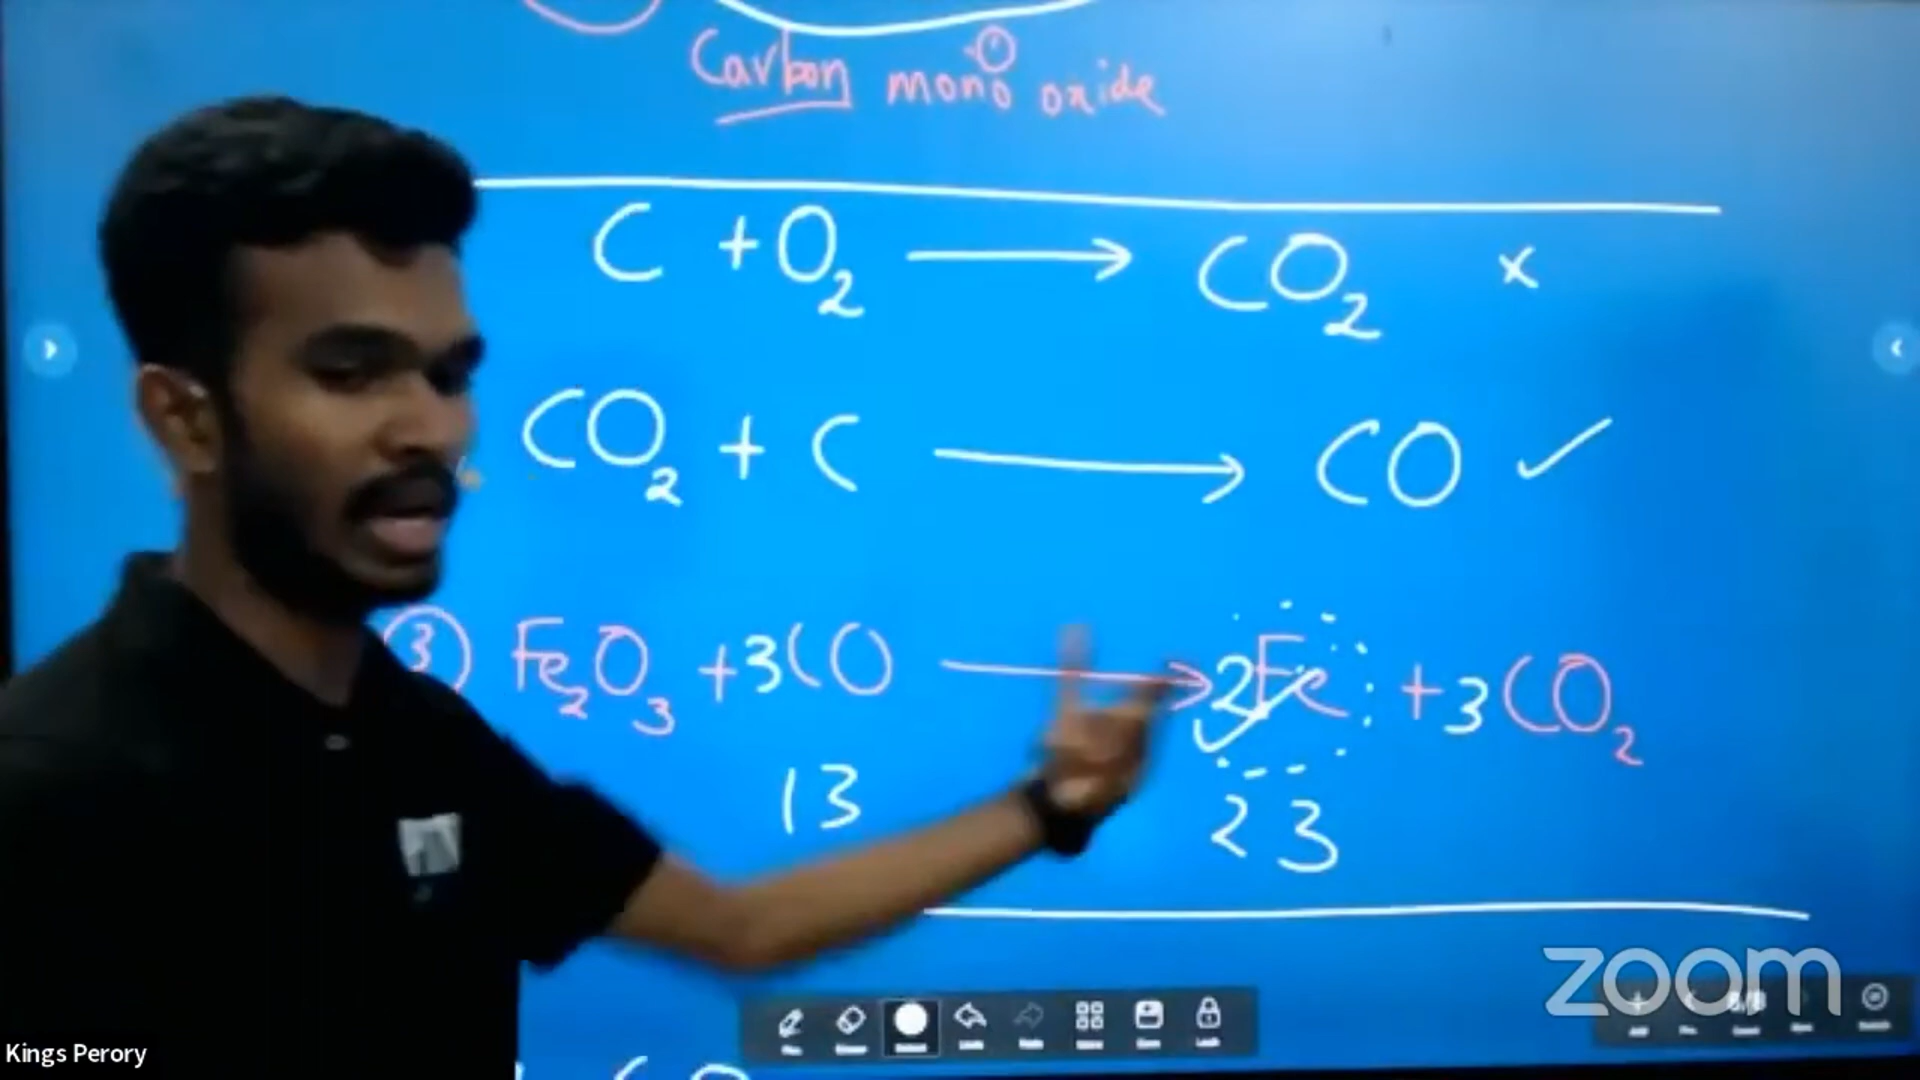 Carbon mono oxide
C + O₂ → CO₂ ×
CO₂ + C → CO ✓
③ Fe₂O₃ + 3CO → 2Fe + 3CO₂
13 23
zoom
Kings Perory